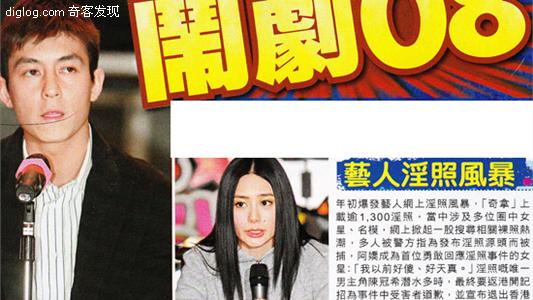 diglog.com 奇客发现
鬧劇08
藝人淫照風暴
年初爆發藝人網上淫照風暴,「奇拿」上
載逾1,300淫照,當中涉及多位圈中女
星、名模,網上掀起一股搜尋相關裸照熱
潮,多人被警方指為發布淫照源頭而被
捕,阿嬌成為首位勇敢回應淫照事件的女
星:「我以前好傻、好天真。」淫照嘅唯一
男主角陳冠希潛水多時,最終要返港開記
招為事件中受害者道歉,並宣布退出香港